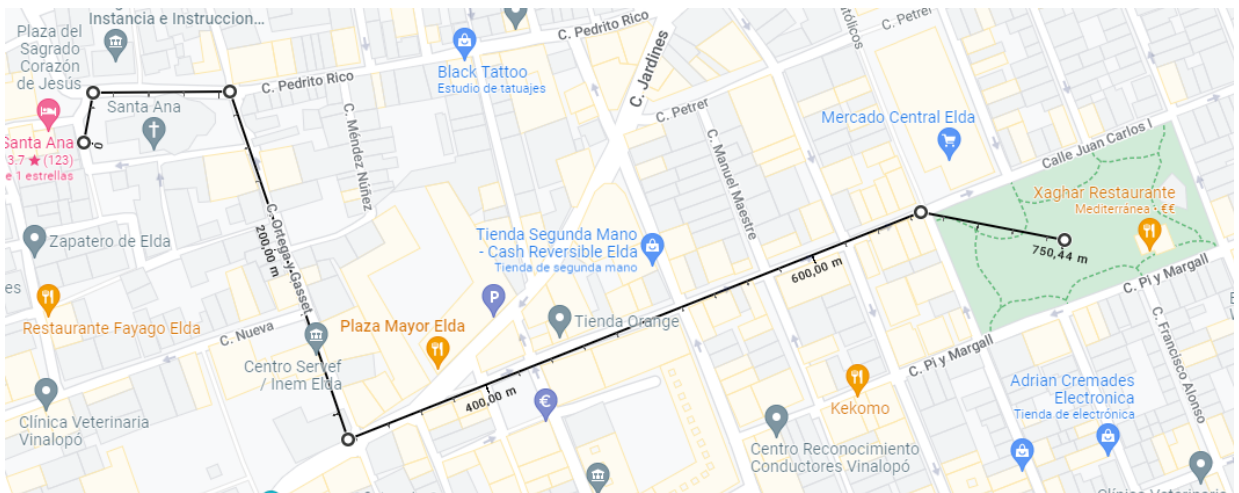 Instancia e Instruccion...
Plaza del
Sagrado
Corazón
de Jesús
C. Pedrito Rico
C. Petrer
Black Tattoo
Estudio de tatuajes
C. Jardines
C. Pedrito Rico
Santa Ana
C. Petrer
Mercado Central Elda
Calle Juan Carlos I
Santa Ana
3.7 ★ (123)
e 1 estrellas
0
C. Méndez Núñez
C. Manuel Maestre
Xaghar Restaurante
Mediterránea · €€
C. Ortega y Gasset
200,00 m
Zapatero de Elda
Tienda Segunda Mano
- Cash Reversible Elda
Tienda de segunda mano
600,00 m
750,44 m
C. Pi y Margall
es
P
Restaurante Fayago Elda
C. Nueva
Plaza Mayor Elda
Tienda Orange
Centro Servef
/ Inem Elda
400,00 m
€
C. Pi y Margall
C. Francisco Alonso
Kekomo
Adrian Cremades
Electronica
Tienda de electrónica
Clínica Veterinaria
Vinalopó
Centro Reconocimiento
Conductores Vinalopó